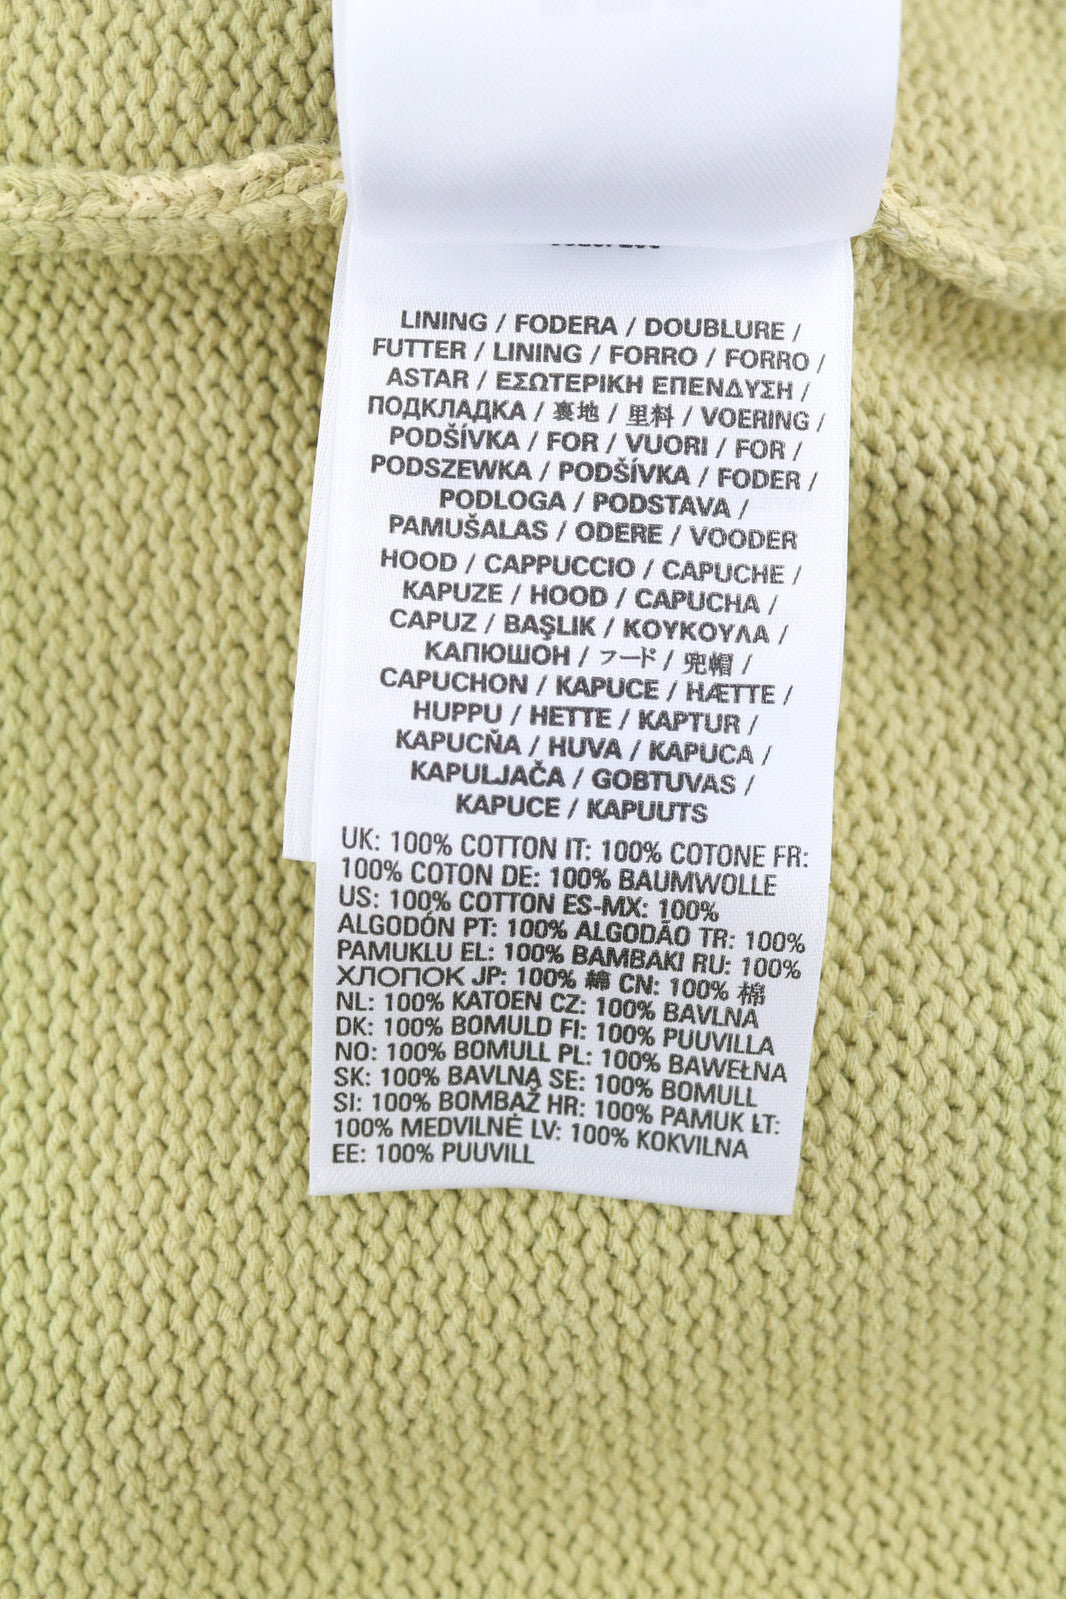 LINING / FODERA / DOUBLURE /
FUTTER / LINING / FORRO / FORRO /
ASTAR / ΕΣΩΤΕΡΙΚΗ ΕΠΕΝΔΥΣΗ /
ПОДКЛАДКА / 裏地 / 里料 / VOERING /
PODŠÍVKA / FOR / VUORI / FOR /
PODSZEWKA / PODŠÍVKA / FODER /
PODLOGA / PODSTAVA /
PAMUŠALAS / ODERE / VOODER
HOOD / CAPPUCCIO / CAPUCHE /
KAPUZE / HOOD / CAPUCHA /
CAPUZ / BAŞLIK / ΚΟΥΚΟΥΛΑ /
КАПЮШОН / フード / 兜帽 /
CAPUCHON / KAPUCE / HÆTTE /
HUPPU / HETTE / KAPTUR /
KAPUCŇA / HUVA / KAPUCA /
KAPULJAČA / GOBTUVAS /
KAPUCE / KAPUUTS
UK: 100% COTTON IT: 100% COTONE FR:
100% COTON DE: 100% BAUMWOLLE
US: 100% COTTON ES-MX: 100%
ALGODÓN PT: 100% ALGODÃO TR: 100%
PAMUKLU EL: 100% ΒΑΜΒΑΚΙ RU: 100%
ХЛОПОК JP: 100% 綿 CN: 100% 棉
NL: 100% KATOEN CZ: 100% BAVLNA
DK: 100% BOMULD FI: 100% PUUVILLA
NO: 100% BOMULL PL: 100% BAWEŁNA
SK: 100% BAVLNA SE: 100% BOMULL
SI: 100% BOMBAŽ HR: 100% PAMUK LT:
100% MEDVILNĖ LV: 100% KOKVILNA
EE: 100% PUUVILL